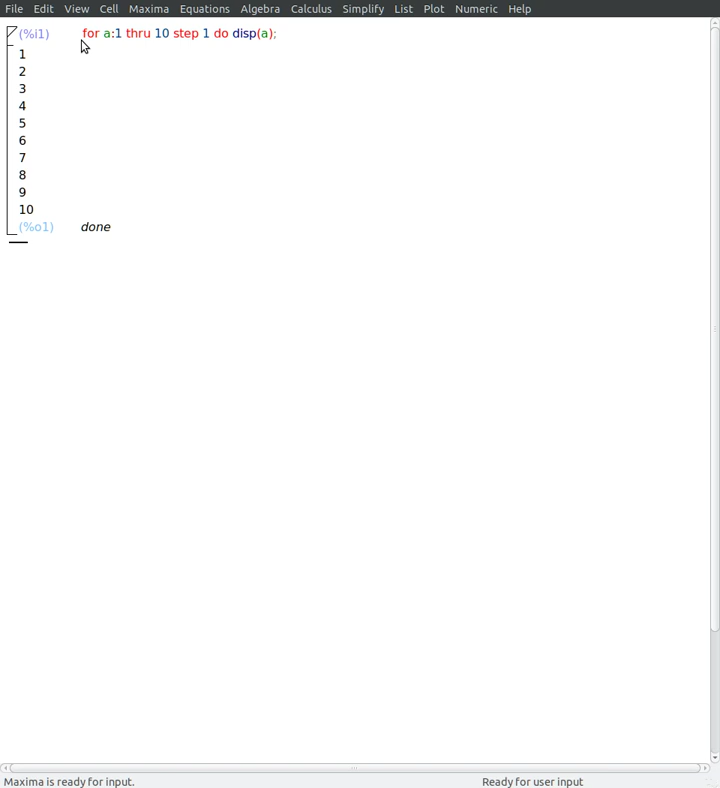 File Edit View Cell Maxima Equations Algebra Calculus Simplify List Plot Numeric Help
(%i1) for a:1 thru 10 step 1 do disp(a);
1
2
3
4
5
6
7
8
9
10
(%o1) done
Maxima is ready for input. Ready for user input